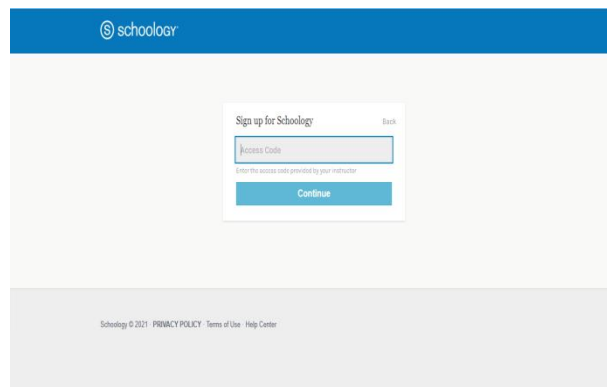 S schoology
Sign up for Schoology Back
Access Code
Enter the access code provided by your instructor
Continue
Schoology © 2021 · PRIVACY POLICY · Terms of Use · Help Center